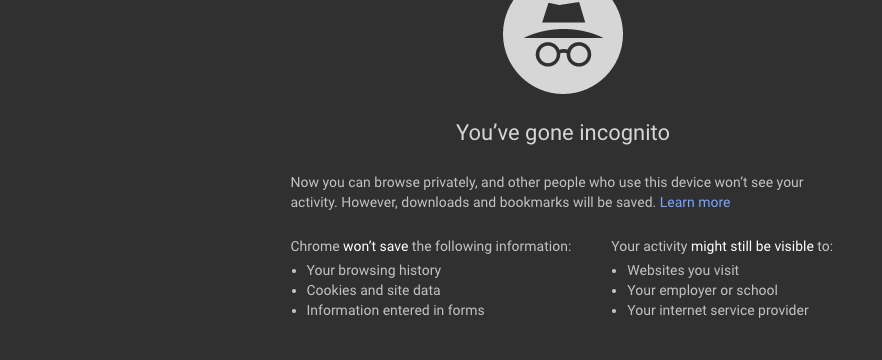 You’ve gone incognito
Now you can browse privately, and other people who use this device won’t see your
activity. However, downloads and bookmarks will be saved. Learn more
Chrome won’t save the following information:
• Your browsing history
• Cookies and site data
• Information entered in forms
Your activity might still be visible to:
• Websites you visit
• Your employer or school
• Your internet service provider